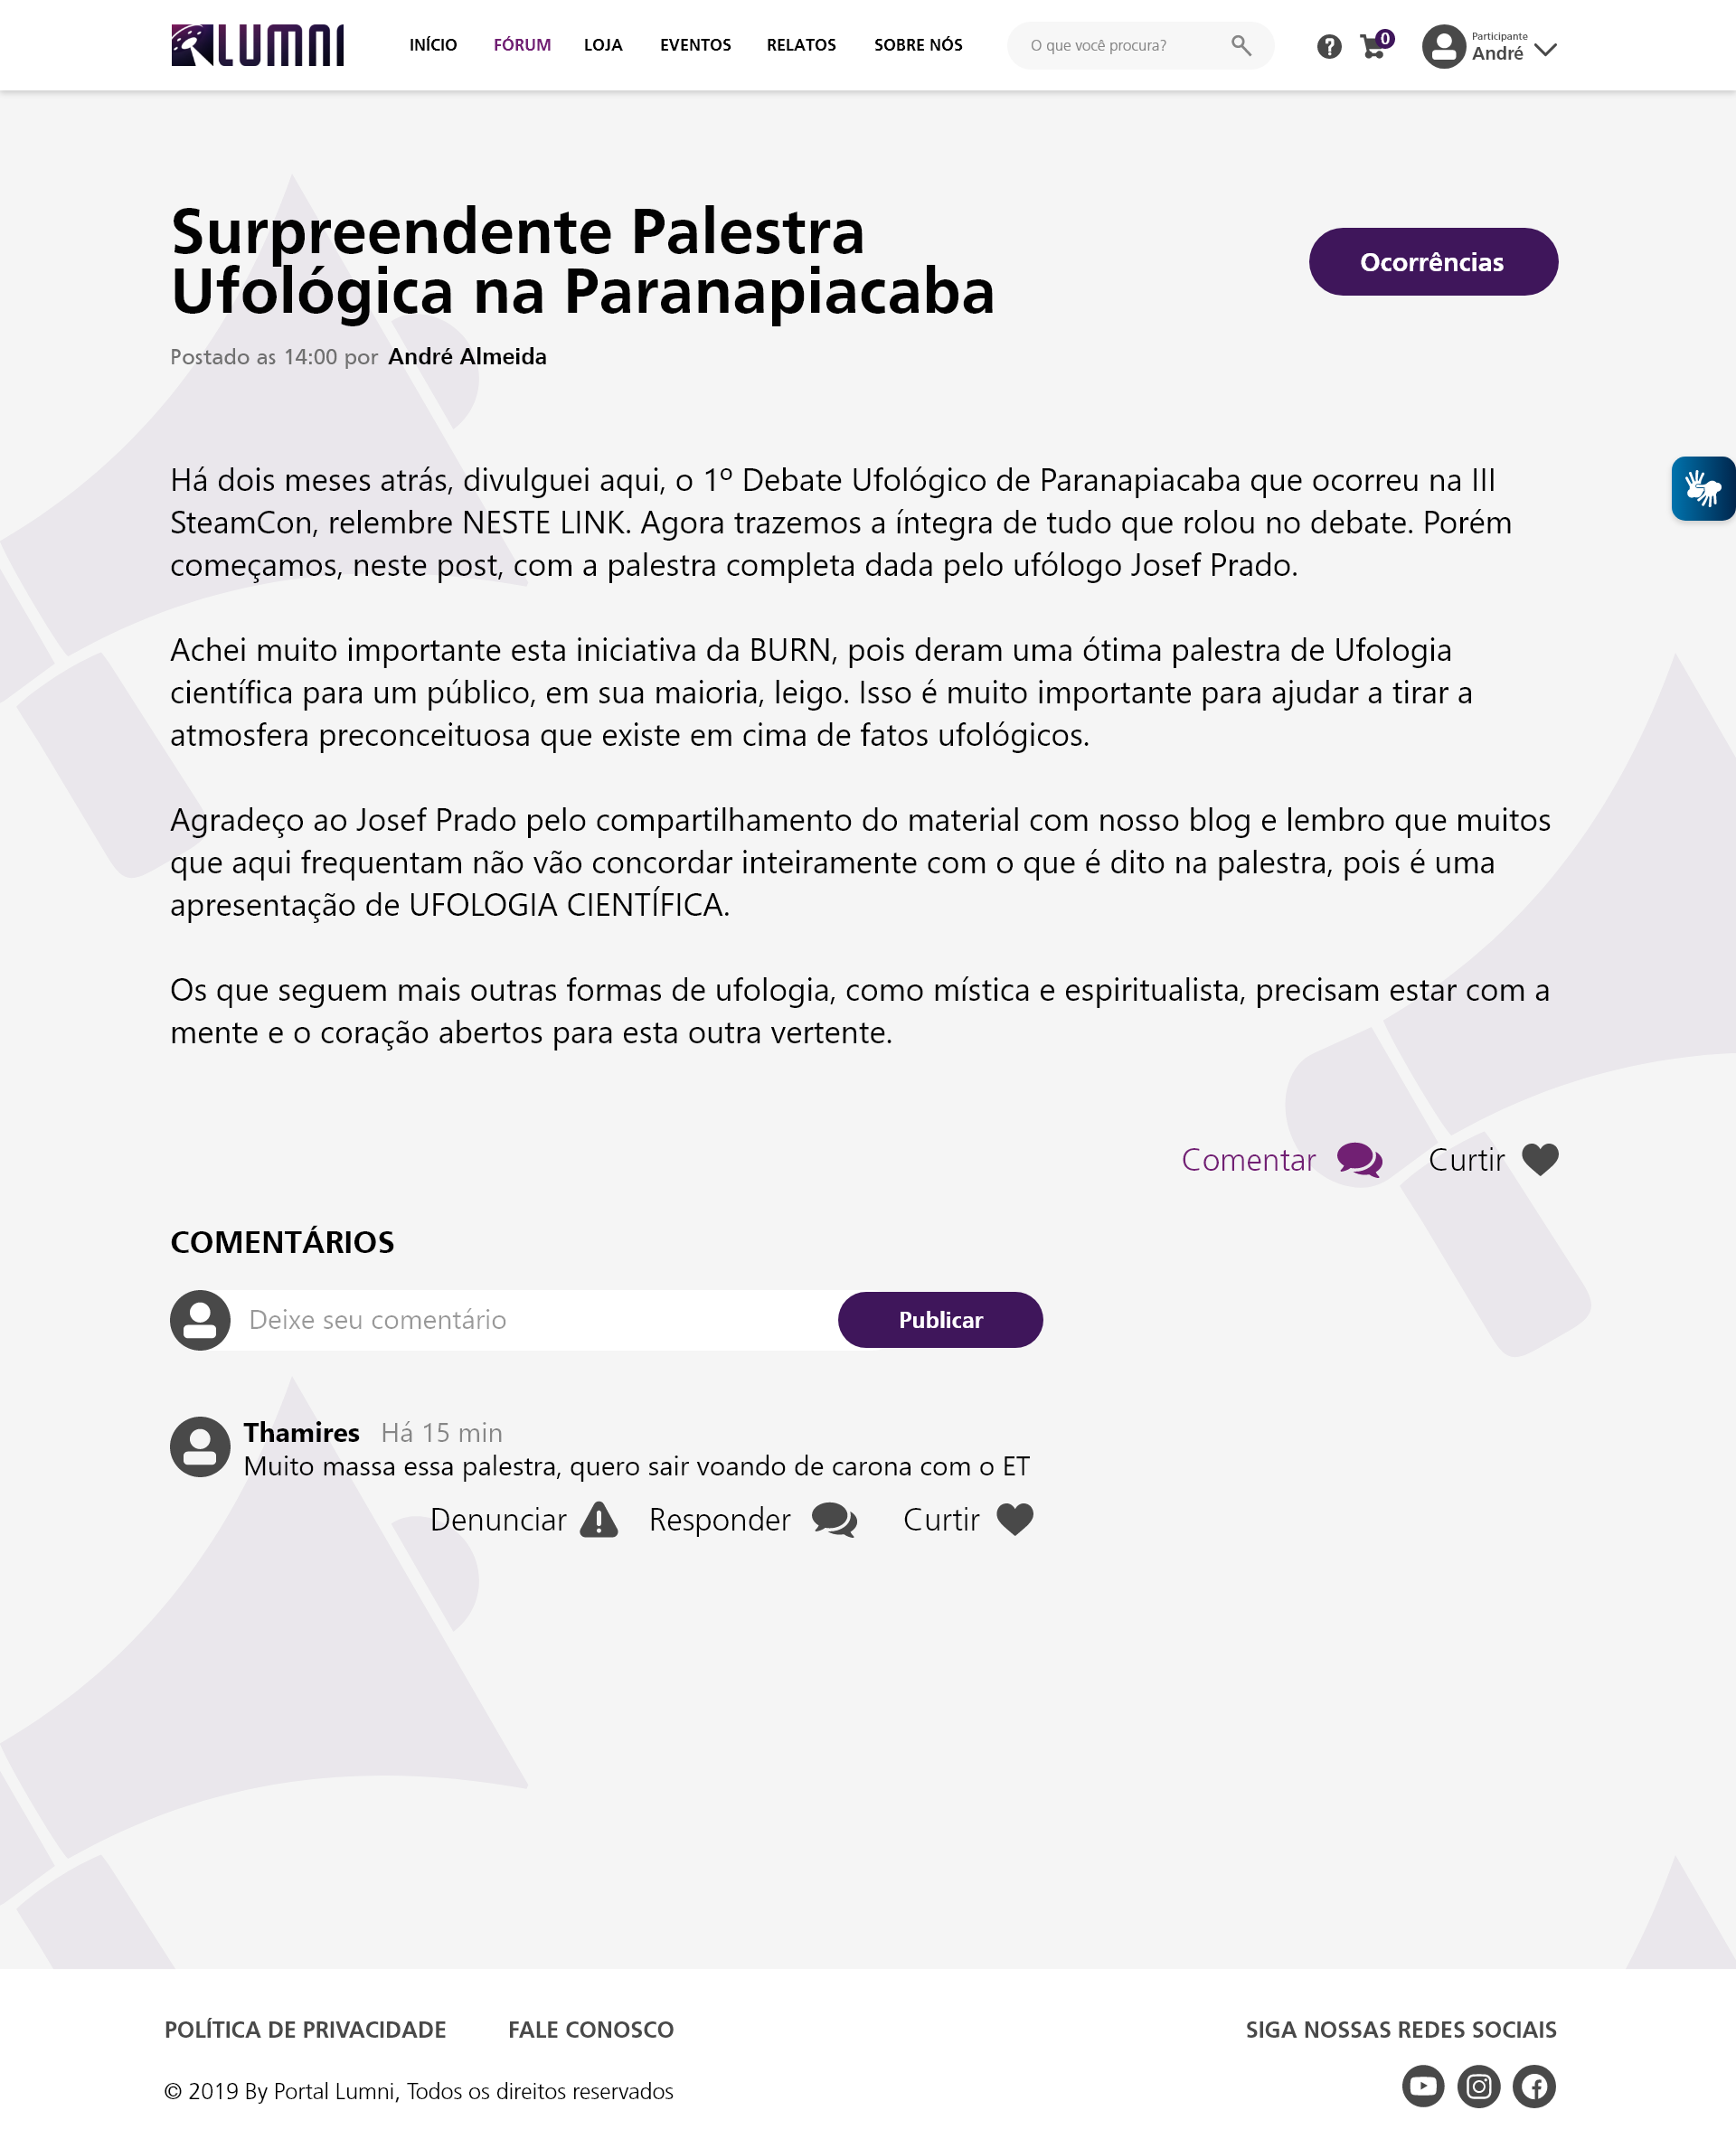 LUMNI
INÍCIO FÓRUM LOJA EVENTOS RELATOS SOBRE NÓS
O que você procura?
?
0
Participante
André
Surpreendente Palestra
Ufológica na Paranapiacaba
Ocorrências
Postado as 14:00 por André Almeida
Há dois meses atrás, divulguei aqui, o 1º Debate Ufológico de Paranapiacaba que ocorreu na III
SteamCon, relembre NESTE LINK. Agora trazemos a íntegra de tudo que rolou no debate. Porém
começamos, neste post, com a palestra completa dada pelo ufólogo Josef Prado.
Achei muito importante esta iniciativa da BURN, pois deram uma ótima palestra de Ufologia
científica para um público, em sua maioria, leigo. Isso é muito importante para ajudar a tirar a
atmosfera preconceituosa que existe em cima de fatos ufológicos.
Agradeço ao Josef Prado pelo compartilhamento do material com nosso blog e lembro que muitos
que aqui frequentam não vão concordar inteiramente com o que é dito na palestra, pois é uma
apresentação de UFOLOGIA CIENTÍFICA.
Os que seguem mais outras formas de ufologia, como mística e espiritualista, precisam estar com a
mente e o coração abertos para esta outra vertente.
Comentar Curtir
COMENTÁRIOS
Deixe seu comentário
Publicar
Thamires Há 15 min
Muito massa essa palestra, quero sair voando de carona com o ET
Denunciar Responder Curtir
POLÍTICA DE PRIVACIDADE FALE CONOSCO SIGA NOSSAS REDES SOCIAIS
© 2019 By Portal Lumni, Todos os direitos reservados